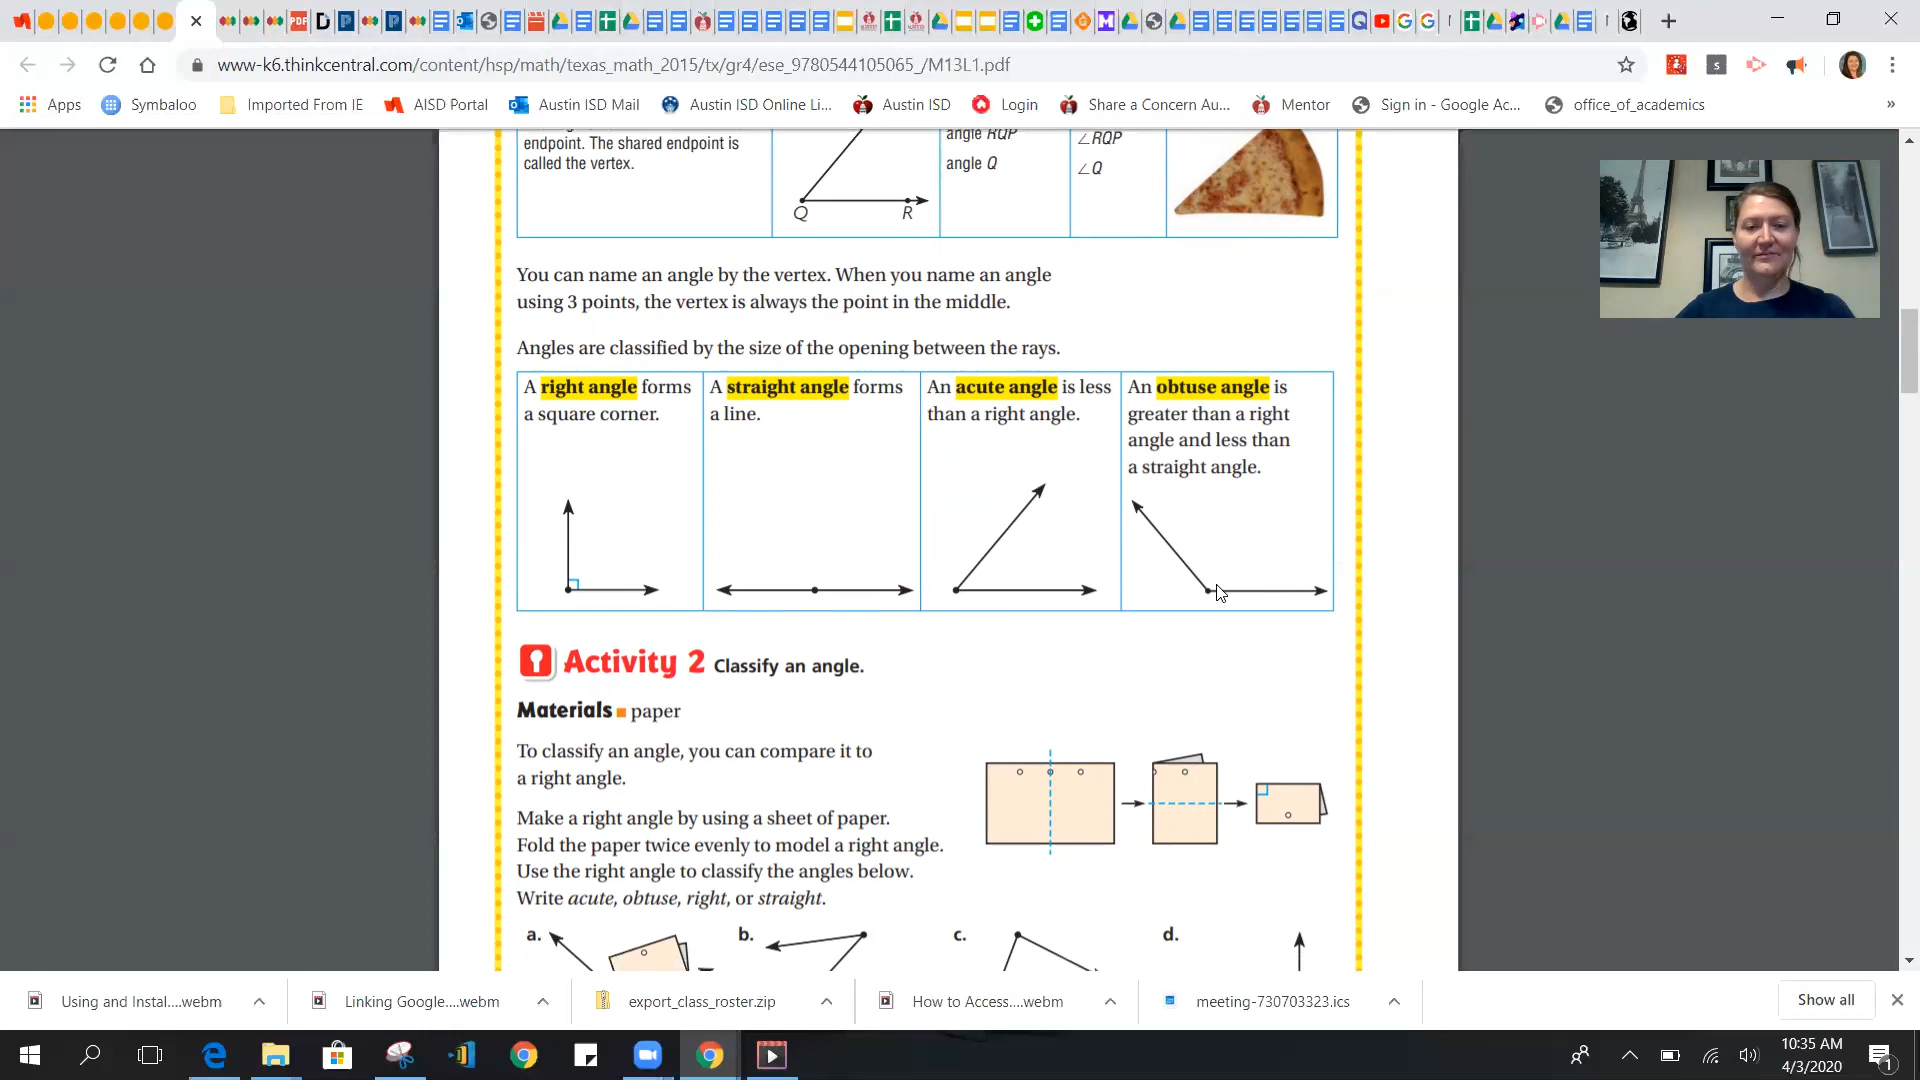 www-k6.thinkcentral.com/content/hsp/math/texas_math_2015/tx/gr4/ese_9780544105065_/M13L1.pdf
Apps Symbaloo Imported From IE AISD Portal Austin ISD Mail Austin ISD Online Li... Austin ISD Login Share a Concern Au... Mentor Sign in - Google Ac... office_of_academics »
endpoint. The shared endpoint is
called the vertex.
Q R
angle RQP
angle Q
∠RQP
∠Q
You can name an angle by the vertex. When you name an angle
using 3 points, the vertex is always the point in the middle.
Angles are classified by the size of the opening between the rays.
A right angle forms
a square corner.
A straight angle forms
a line.
An acute angle is less
than a right angle.
An obtuse angle is
greater than a right
angle and less than
a straight angle.
Activity 2 Classify an angle.
Materials ■ paper
To classify an angle, you can compare it to
a right angle.
Make a right angle by using a sheet of paper.
Fold the paper twice evenly to model a right angle.
Use the right angle to classify the angles below.
Write acute, obtuse, right, or straight.
a. b. c. d.
Using and Instal....webm Linking Google....webm export_class_roster.zip How to Access....webm meeting-730703323.ics Show all
10:35 AM
4/3/2020
1